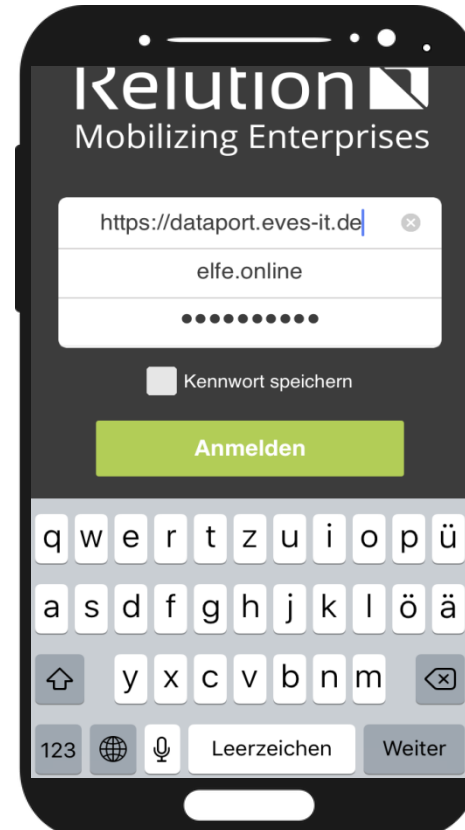 Relution
Mobilizing Enterprises
https://dataport.eves-it.de
elfe.online
••••••••••
Kennwort speichern
Anmelden
q w e r t z u i o p ü
a s d f g h j k l ö ä
y x c v b n m
123 Leerzeichen Weiter